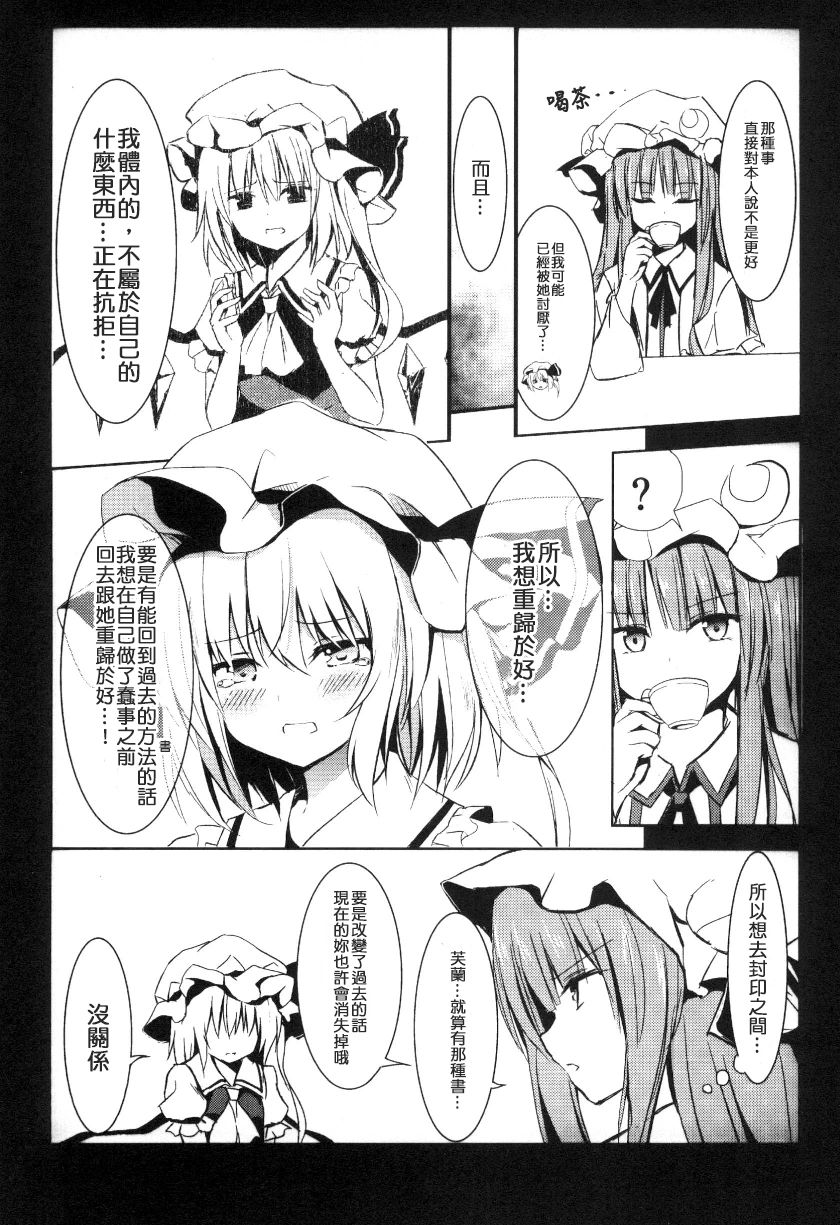 那種事
直接對本人說不是更好
喝茶‥
但我可能
已經被她討厭了…
而且…
我體內的，不屬於自己的
什麼東西…正在抗拒…
？
所以…
我想重歸於好…
要是有能回到過去的方法的話
書
我想在自己做了蠢事之前
回去跟她重歸於好…！
所以想去封印之間…
芙蘭…就算有那種書…
要是改變了過去的話
現在的妳也許會消失掉哦
沒關係